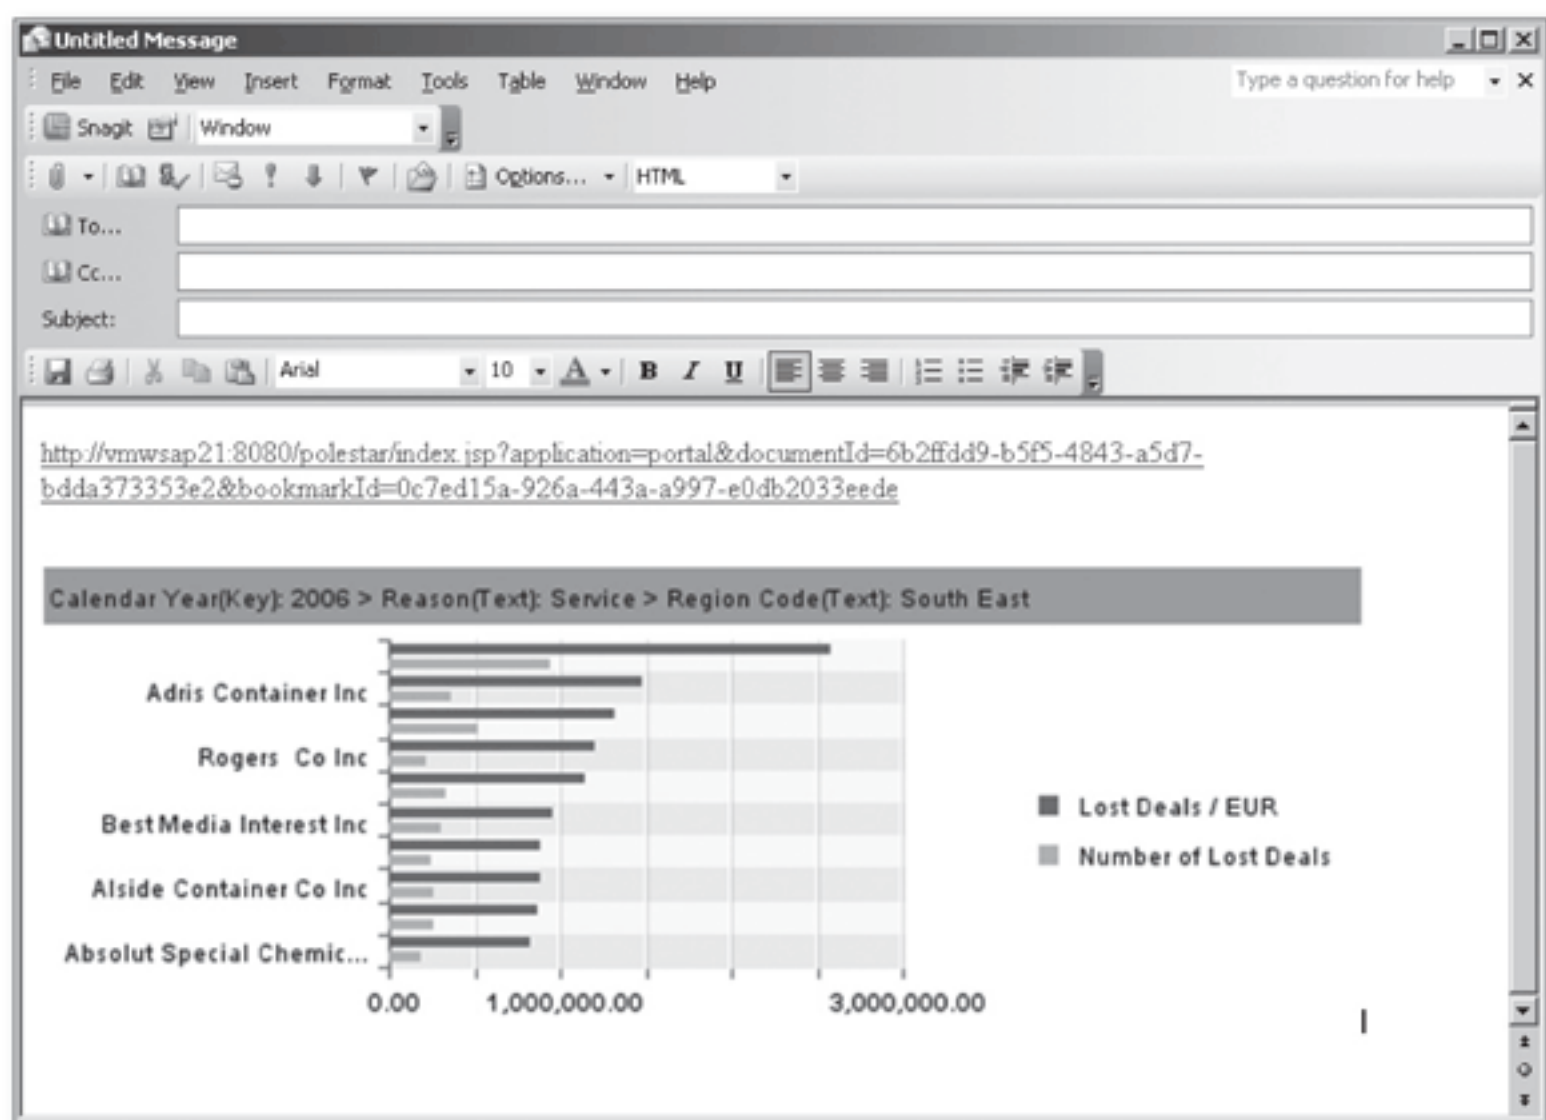 Untitled Message
File Edit View Insert Format Tools Table Window Help Type a question for help
Snagit Window
Options... HTML
To...
Cc...
Subject:
Arial 10 A B I U
http://vmwsap21:8080/polestar/index.jsp?application=portal&documentId=6b2ffdd9-b5f5-4843-a5d7-
bdda373353e2&bookmarkId=0c7ed15a-926a-443a-a997-e0db2033eede
Calendar Year(Key): 2006 > Reason(Text): Service > Region Code(Text): South East
Adris Container Inc
Rogers Co Inc
Best Media Interest Inc
Alside Container Co Inc
Absolut Special Chemic...
Lost Deals / EUR
Number of Lost Deals
0.00 1,000,000.00 3,000,000.00